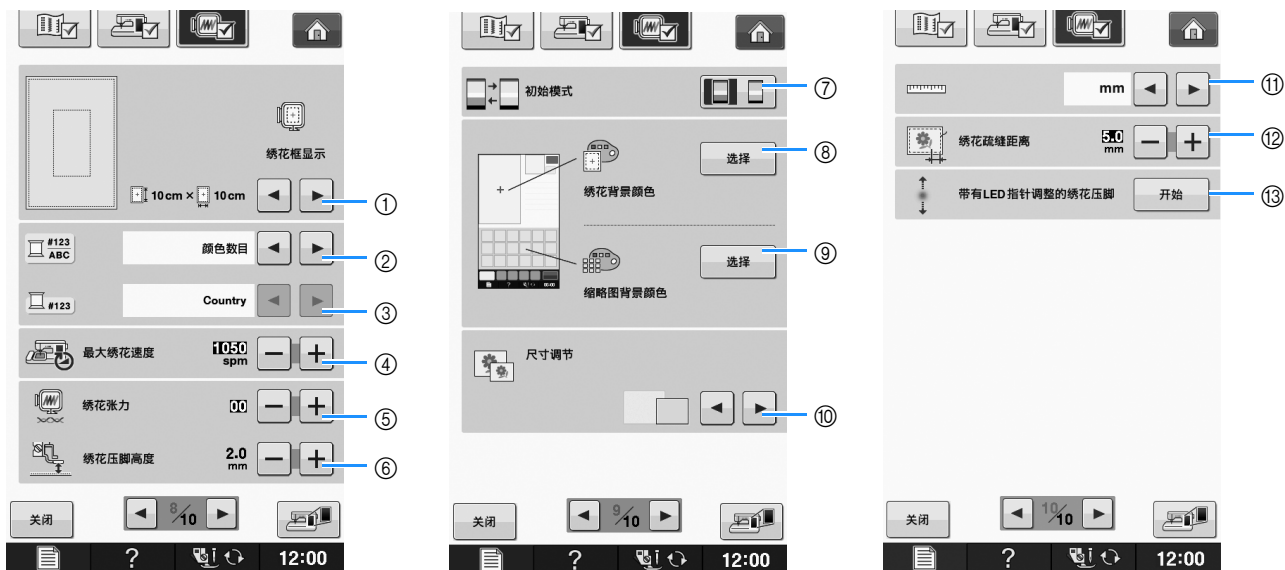 绣花框显示
10 cm × 10 cm
①
#123
ABC
颜色数目
②
#123
Country
③
最大绣花速度
1050
spm
④
绣花张力
00
⑤
绣花压脚高度
2.0
mm
⑥
关闭
8/10
?
12:00
初始模式
⑦
选择
⑧
绣花背景颜色
选择
⑨
缩略图背景颜色
尺寸调节
⑩
关闭
9/10
?
12:00
mm
⑪
绣花疏缝距离
5.0
mm
⑫
带有LED指针调整的绣花压脚
开始
⑬
关闭
10/10
?
12:00